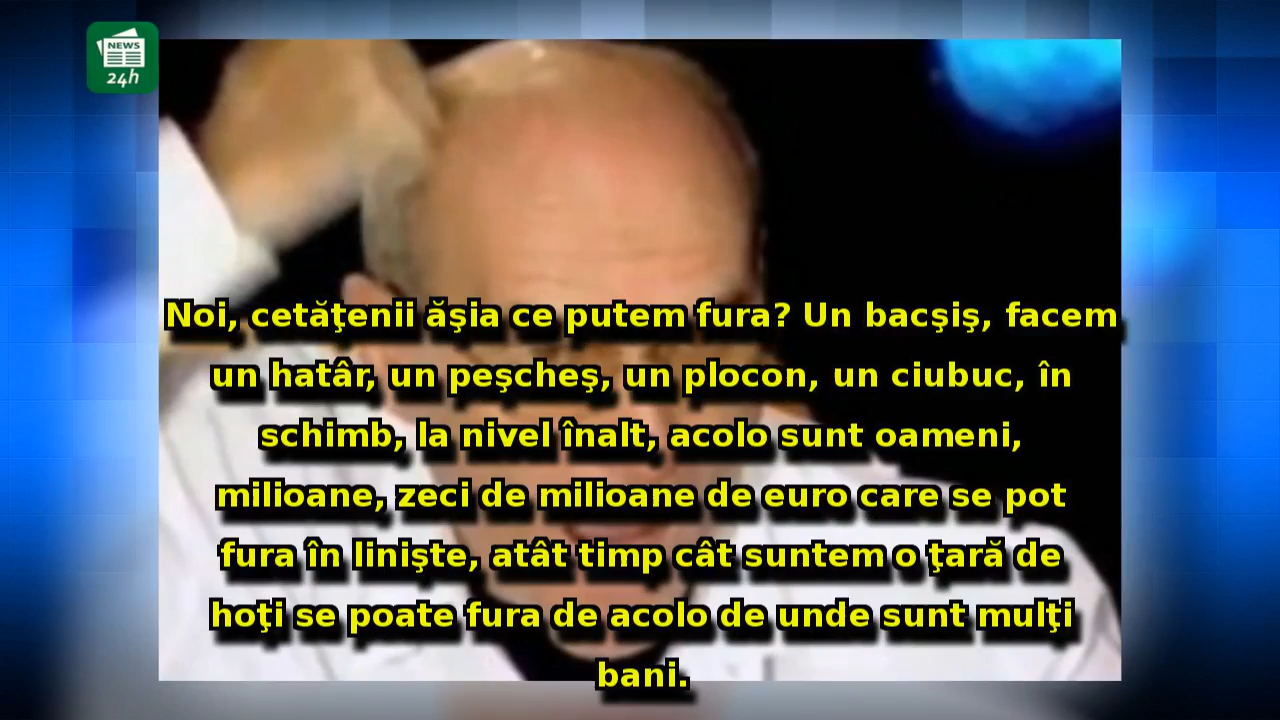 NEWS
24h
Noi, cetăţenii ăşia ce putem fura? Un bacşiş, facem
un hatâr, un peşcheş, un plocon, un ciubuc, în
schimb, la nivel înalt, acolo sunt oameni,
milioane, zeci de milioane de euro care se pot
fura în linişte, atât timp cât suntem o ţară de
hoţi se poate fura de acolo de unde sunt mulţi
bani.